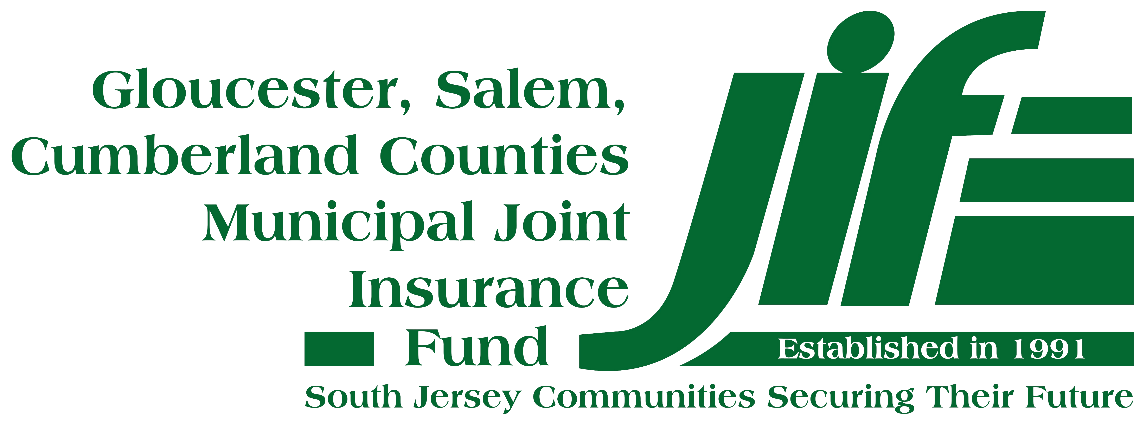 Gloucester, Salem,
Cumberland Counties
Municipal Joint
Insurance
Fund
jif
Established in 1991
South Jersey Communities Securing Their Future